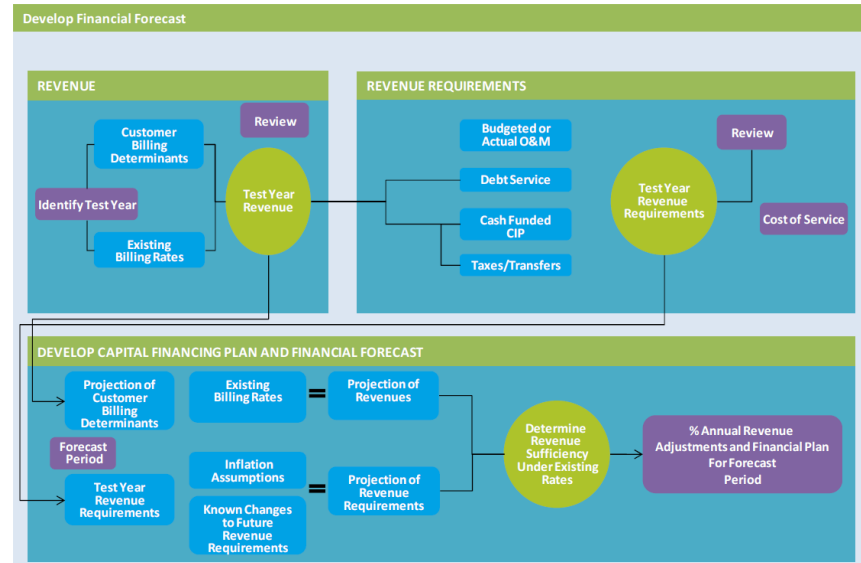 Develop Financial Forecast
REVENUE
Review
Customer
Billing
Determinants
Identify Test Year
Test Year
Revenue
Existing
Billing Rates
REVENUE REQUIREMENTS
Budgeted or
Actual O&M
Debt Service
Cash Funded
CIP
Taxes/Transfers
Test Year
Revenue
Requirements
Review
Cost of Service
DEVELOP CAPITAL FINANCING PLAN AND FINANCIAL FORECAST
Projection of
Customer
Billing
Determinants
Existing
Billing Rates
=
Projection of
Revenues
Forecast
Period
Test Year
Revenue
Requirements
Inflation
Assumptions
Known Changes
to Future
Revenue
Requirements
=
Projection of
Revenue
Requirements
Determine
Revenue
Sufficiency
Under Existing
Rates
% Annual Revenue
Adjustments and Financial Plan
For Forecast
Period